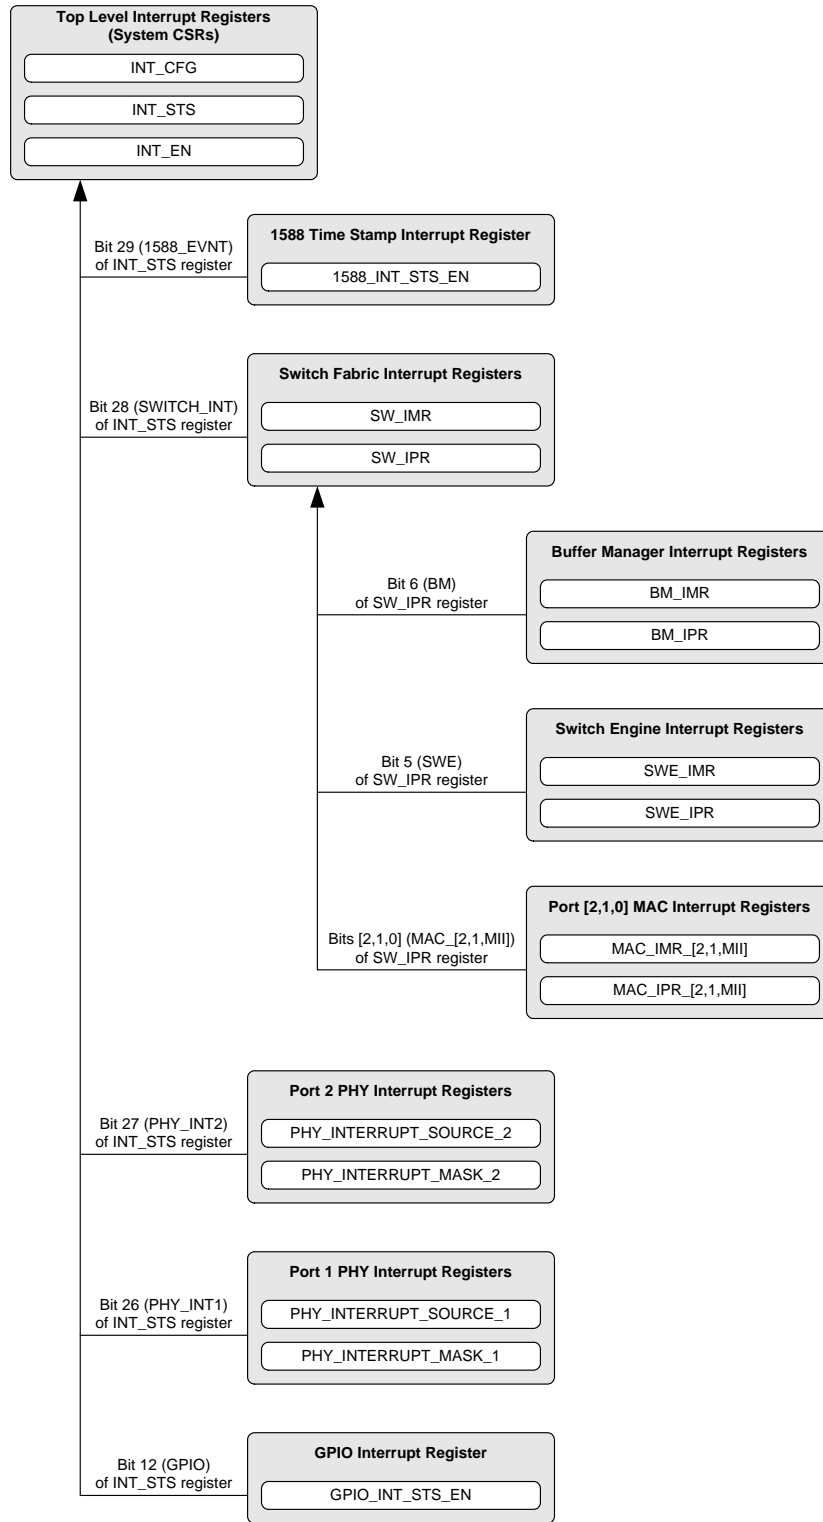 Top Level Interrupt Registers
(System CSRs)
INT_CFG
INT_STS
INT_EN
Bit 29 (1588_EVNT)
of INT_STS register
1588 Time Stamp Interrupt Register
1588_INT_STS_EN
Bit 28 (SWITCH_INT)
of INT_STS register
Switch Fabric Interrupt Registers
SW_IMR
SW_IPR
Bit 6 (BM)
of SW_IPR register
Buffer Manager Interrupt Registers
BM_IMR
BM_IPR
Bit 5 (SWE)
of SW_IPR register
Switch Engine Interrupt Registers
SWE_IMR
SWE_IPR
Bits [2,1,0] (MAC_[2,1,MII])
of SW_IPR register
Port [2,1,0] MAC Interrupt Registers
MAC_IMR_[2,1,MII]
MAC_IPR_[2,1,MII]
Bit 27 (PHY_INT2)
of INT_STS register
Port 2 PHY Interrupt Registers
PHY_INTERRUPT_SOURCE_2
PHY_INTERRUPT_MASK_2
Bit 26 (PHY_INT1)
of INT_STS register
Port 1 PHY Interrupt Registers
PHY_INTERRUPT_SOURCE_1
PHY_INTERRUPT_MASK_1
Bit 12 (GPIO)
of INT_STS register
GPIO Interrupt Register
GPIO_INT_STS_EN